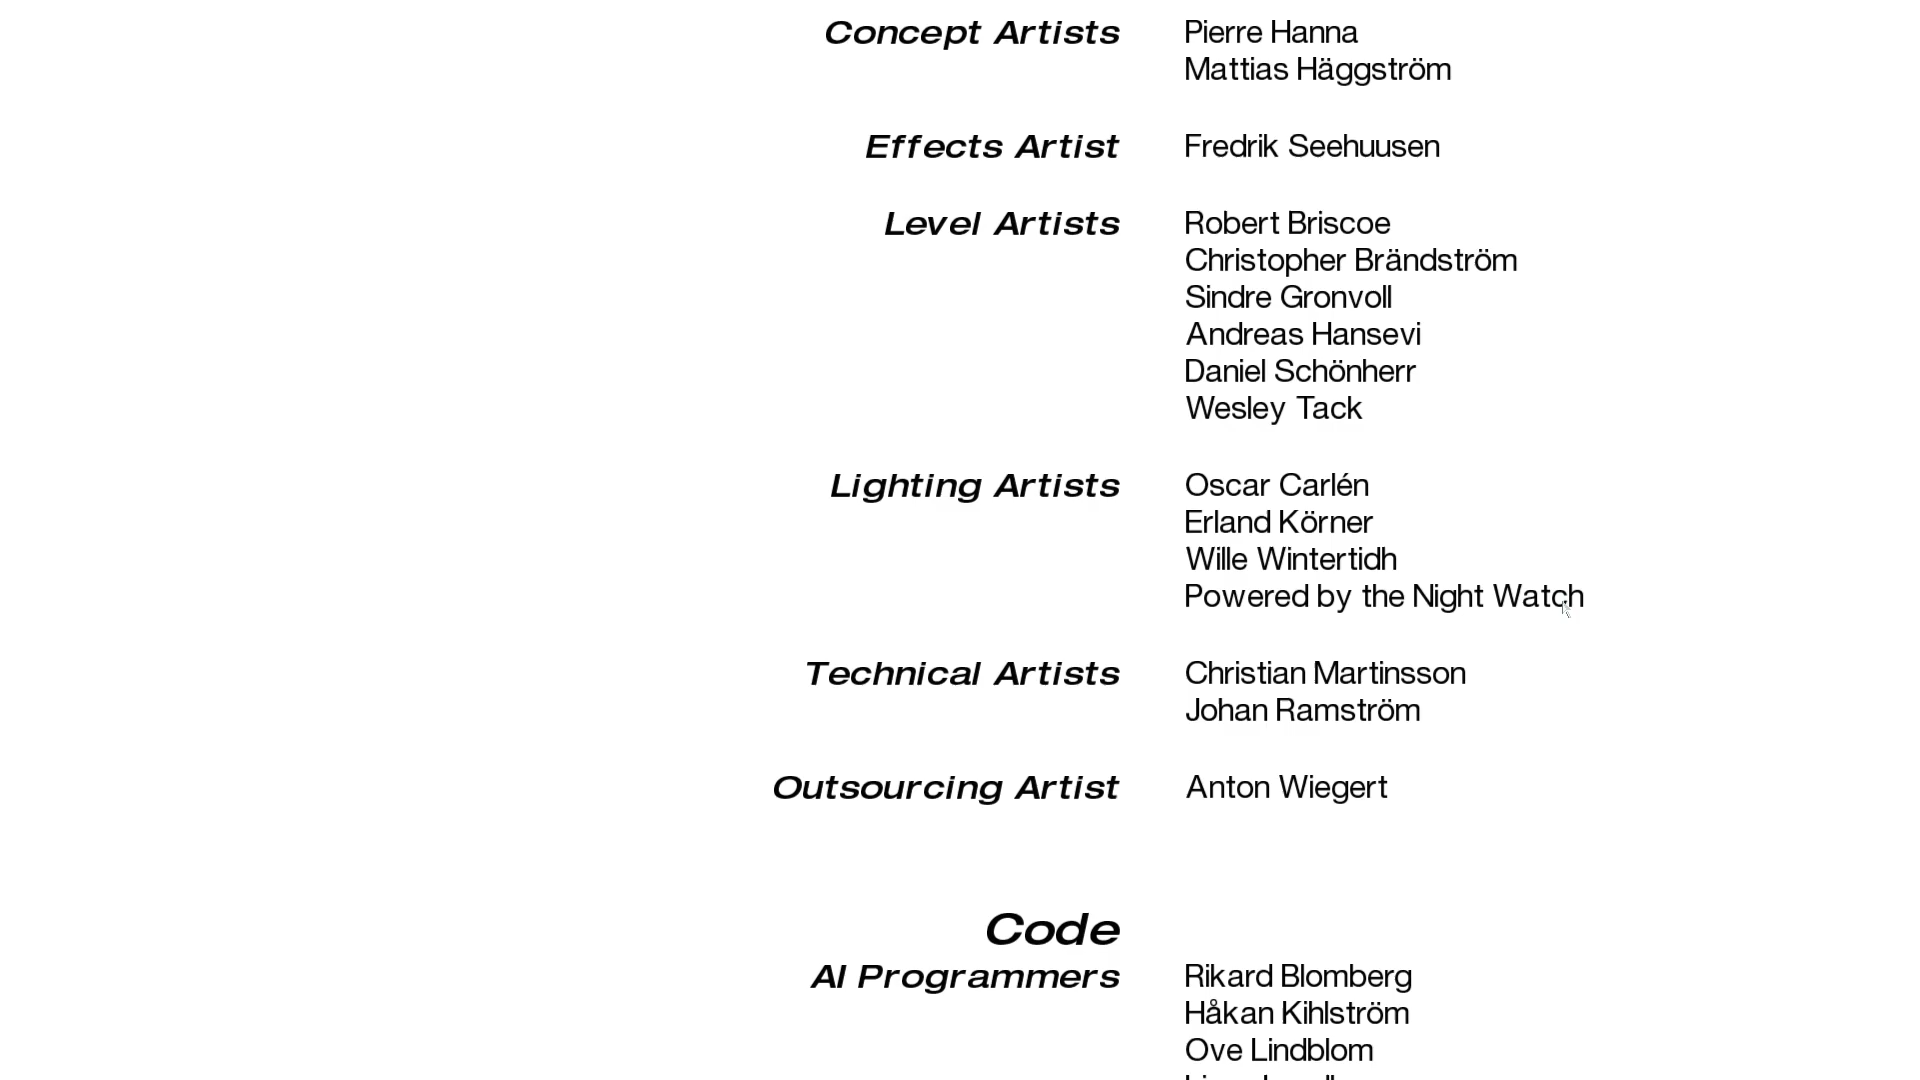 Concept Artists Pierre Hanna
Mattias Häggström
Effects Artist Fredrik Seehuusen
Level Artists Robert Briscoe
Christopher Brändström
Sindre Gronvoll
Andreas Hansevi
Daniel Schönherr
Wesley Tack
Lighting Artists Oscar Carlén
Erland Körner
Wille Wintertidh
Powered by the Night Watch
Technical Artists Christian Martinsson
Johan Ramström
Outsourcing Artist Anton Wiegert
Code
AI Programmers Rikard Blomberg
Håkan Kihlström
Ove Lindblom